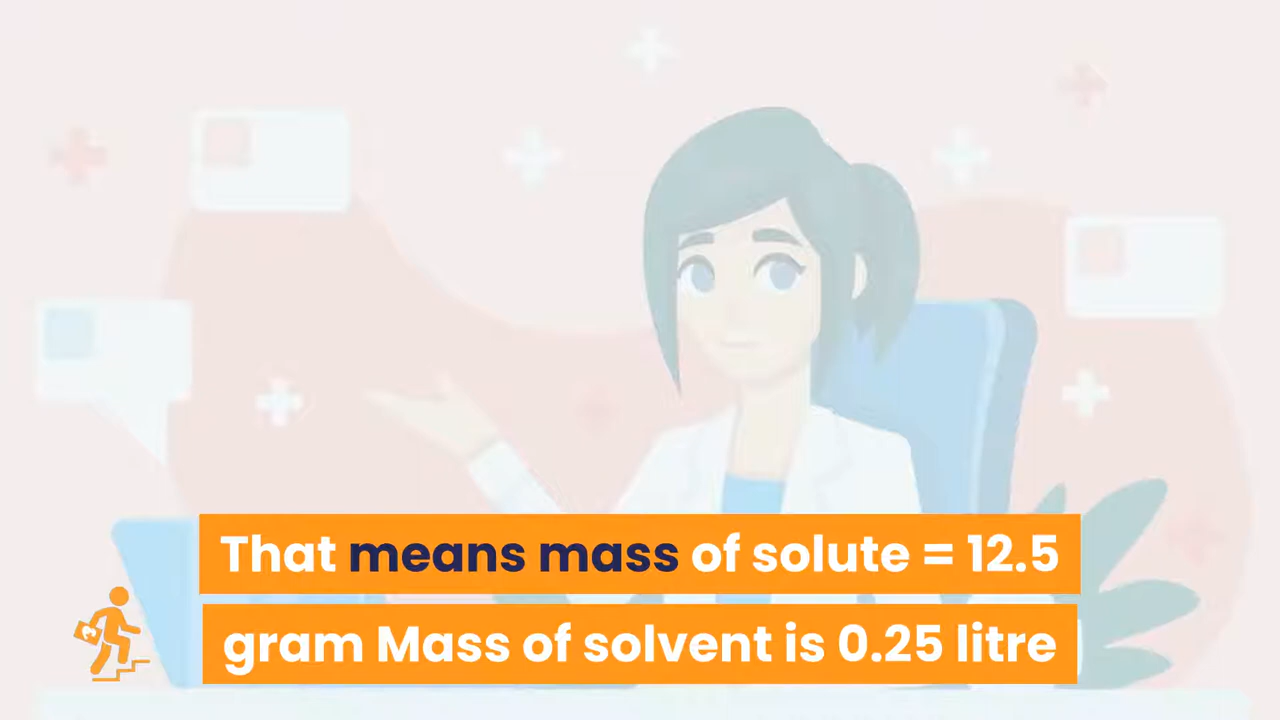 That means mass of solute = 12.5
gram Mass of solvent is 0.25 litre